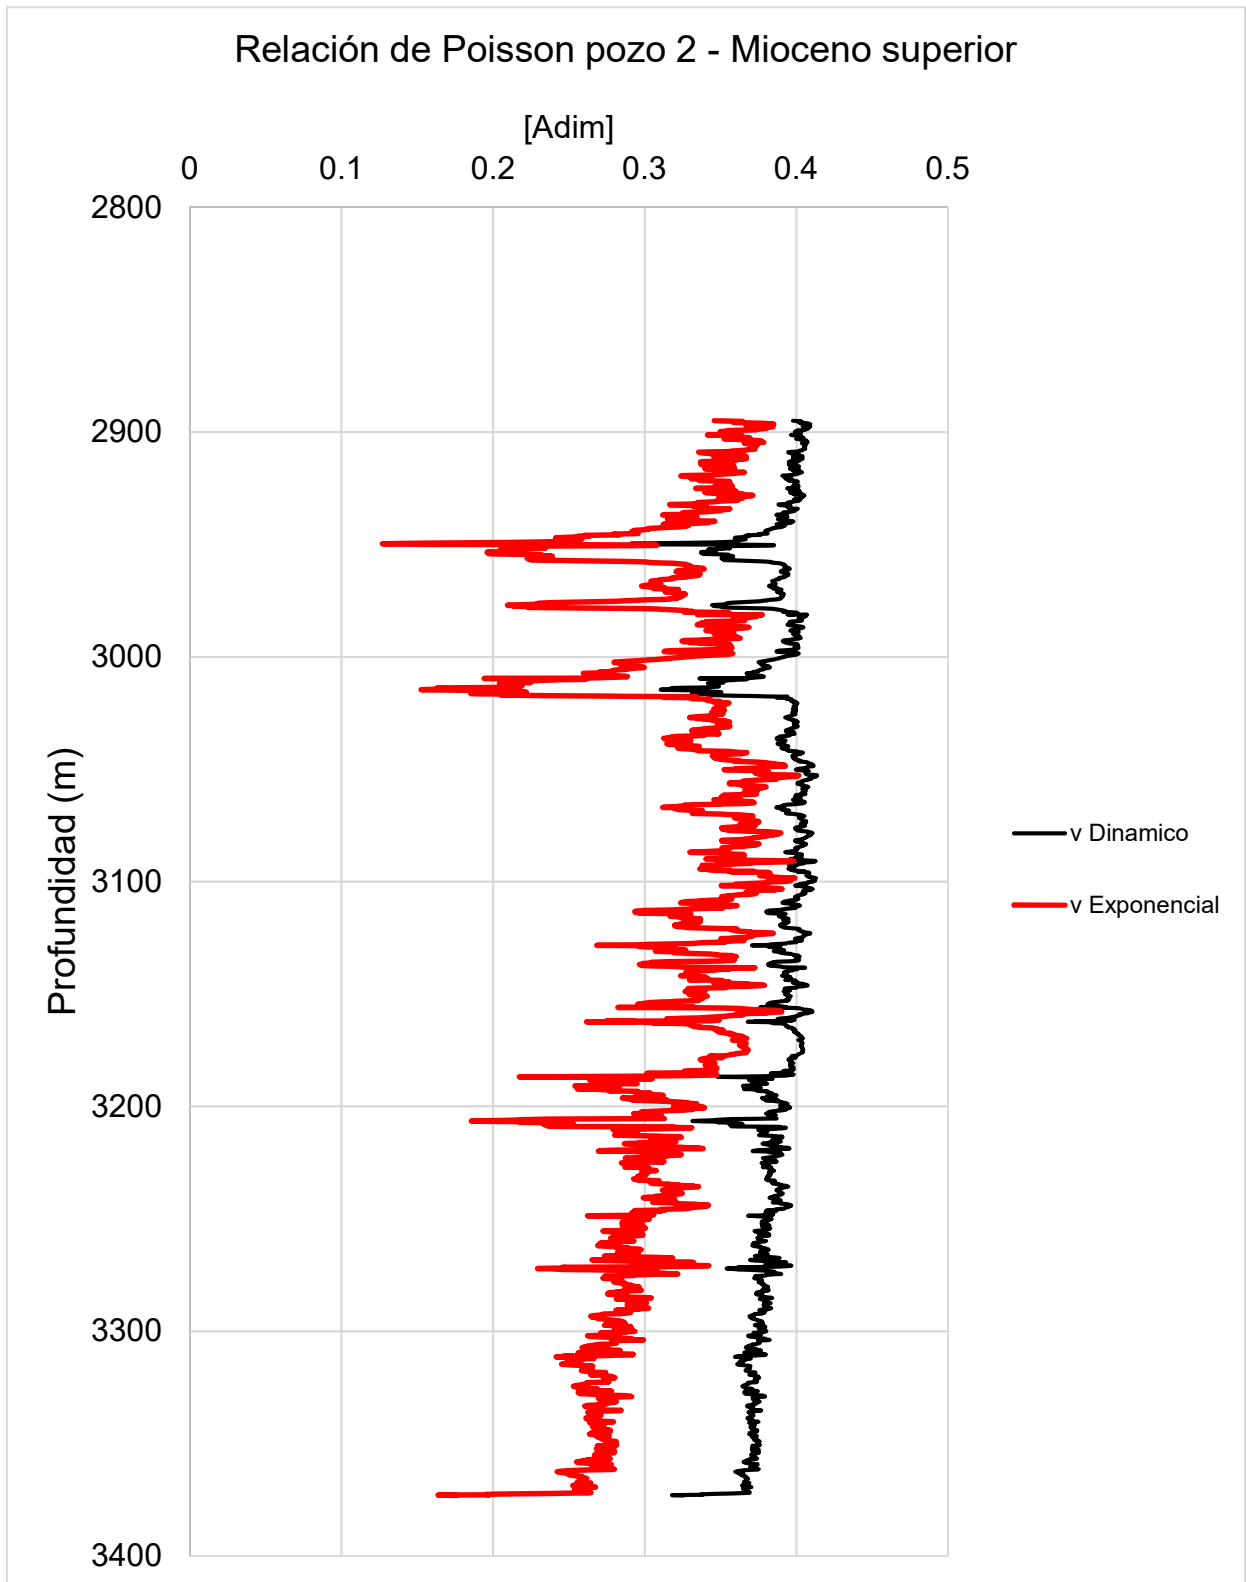 Relación de Poisson pozo 2 - Mioceno superior
[Adim]
0 0.1 0.2 0.3 0.4 0.5
2800
2900
3000
3100
3200
3300
3400
Profundidad (m)
v Dinamico
v Exponencial